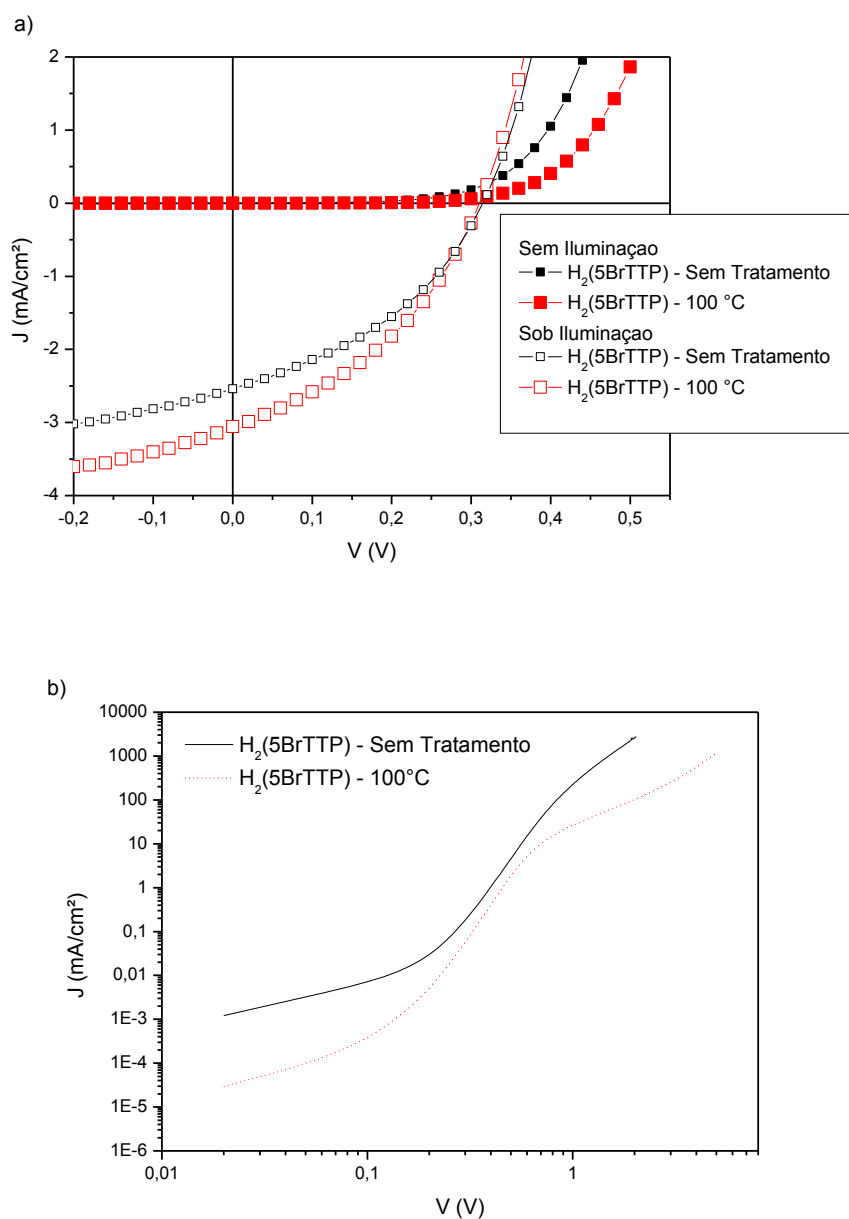 a)
2
1
0
-1
-2
-3
-4
J (mA/cm²)
-0,2 -0,1 0,0 0,1 0,2 0,3 0,4 0,5
V (V)
Sem Iluminaçao
H₂(5BrTTP) - Sem Tratamento
H₂(5BrTTP) - 100 °C
Sob Iluminaçao
H₂(5BrTTP) - Sem Tratamento
H₂(5BrTTP) - 100 °C
b)
10000
1000
100
10
1
0,1
0,01
1E-3
1E-4
1E-5
1E-6
J (mA/cm²)
H₂(5BrTTP) - Sem Tratamento
H₂(5BrTTP) - 100°C
0,01 0,1 1
V (V)